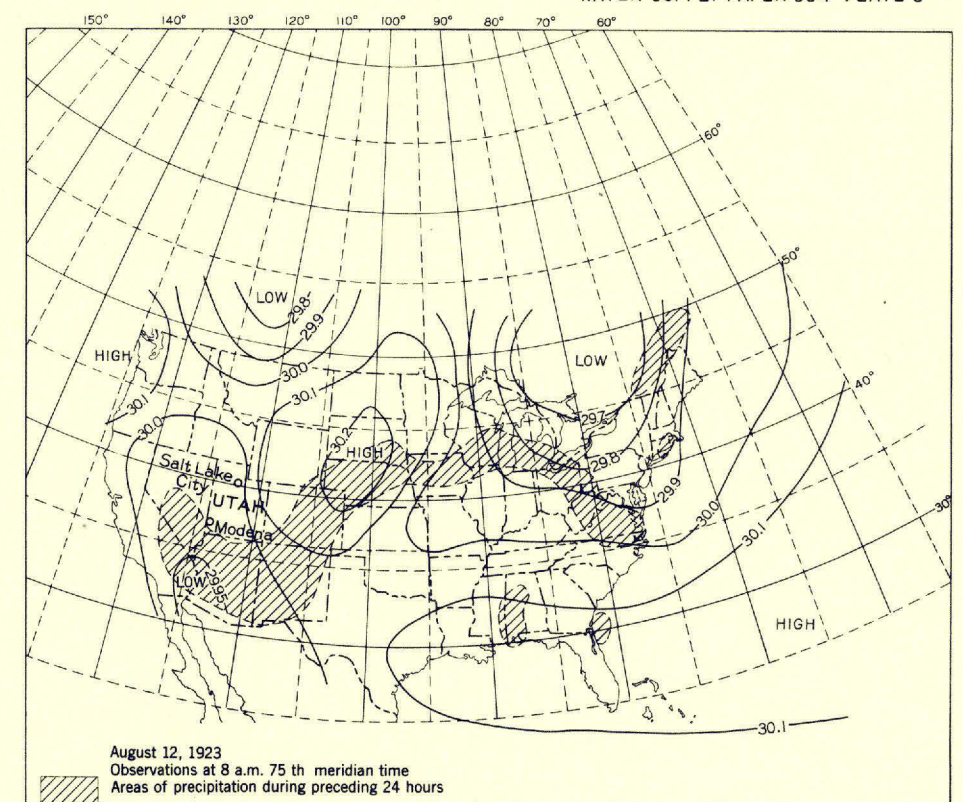 150° 130° 120° 110° 100° 90° 80° 70° 60°
60°
50°
LOW
29.8
29.9
HIGH
LOW
30.0
40°
30.1
30.1
29.7
30.0
30.2
HIGH
29.8
Salt Lake
City
29.9
UTAH
30.0
30°
Modena
30.1
LOW
29.95
HIGH
30.1
August 12, 1923
Observations at 8 a.m. 75 th meridian time
Areas of precipitation during preceding 24 hours